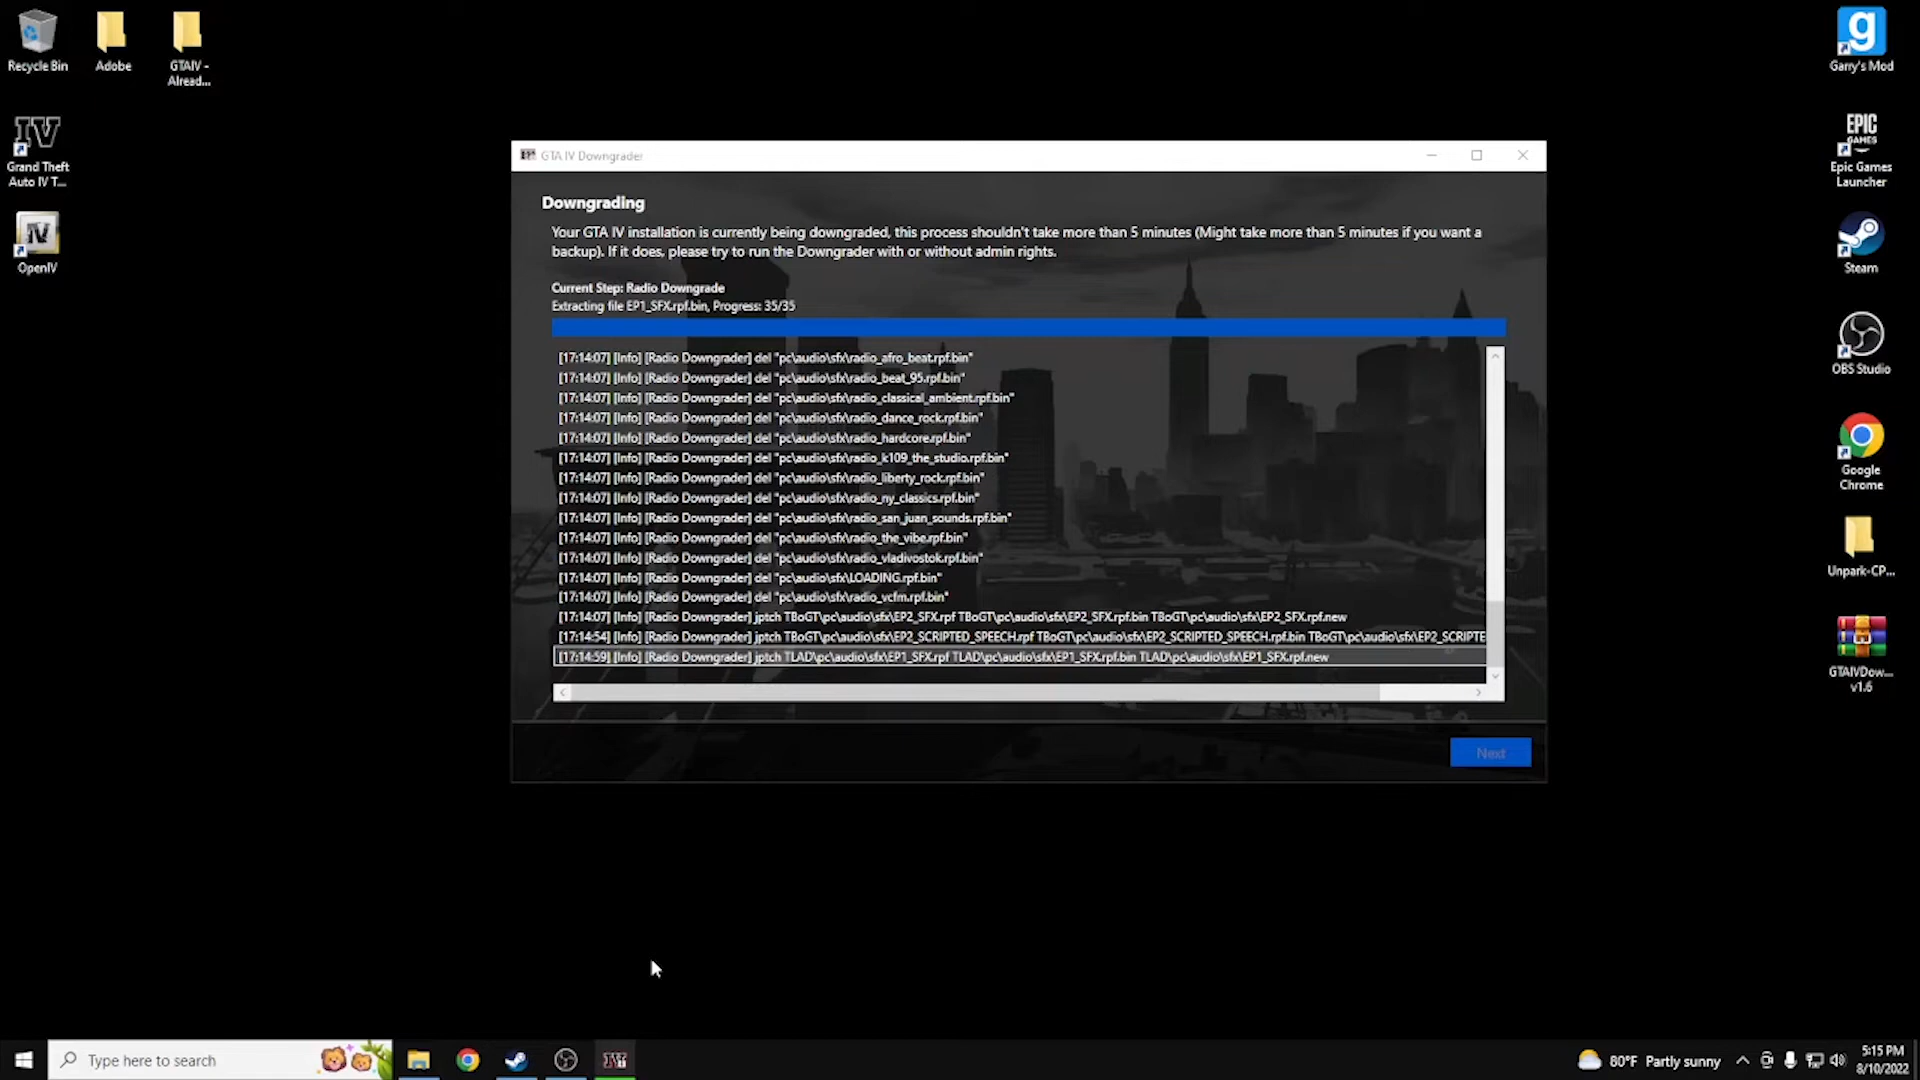 Recycle Bin
Adobe
GTAIV -
Alread...
Grand Theft
Auto IV T...
OpenIV
GTA IV Downgrader
Downgrading
Your GTA IV installation is currently being downgraded, this process shouldn't take more than 5 minutes (Might take more than 5 minutes if you want a
backup). If it does, please try to run the Downgrader with or without admin rights.
Current Step: Radio Downgrade
Extracting file EP1_SFX.rpf.bin, Progress: 35/35
[17:14:07] [Info] [Radio Downgrader] del "pc\audio\sfx\radio_afro_beat.rpf.bin"
[17:14:07] [Info] [Radio Downgrader] del "pc\audio\sfx\radio_beat_95.rpf.bin"
[17:14:07] [Info] [Radio Downgrader] del "pc\audio\sfx\radio_classical_ambient.rpf.bin"
[17:14:07] [Info] [Radio Downgrader] del "pc\audio\sfx\radio_dance_rock.rpf.bin"
[17:14:07] [Info] [Radio Downgrader] del "pc\audio\sfx\radio_hardcore.rpf.bin"
[17:14:07] [Info] [Radio Downgrader] del "pc\audio\sfx\radio_k109_the_studio.rpf.bin"
[17:14:07] [Info] [Radio Downgrader] del "pc\audio\sfx\radio_liberty_rock.rpf.bin"
[17:14:07] [Info] [Radio Downgrader] del "pc\audio\sfx\radio_ny_classics.rpf.bin"
[17:14:07] [Info] [Radio Downgrader] del "pc\audio\sfx\radio_san_juan_sounds.rpf.bin"
[17:14:07] [Info] [Radio Downgrader] del "pc\audio\sfx\radio_the_vibe.rpf.bin"
[17:14:07] [Info] [Radio Downgrader] del "pc\audio\sfx\radio_vladivostok.rpf.bin"
[17:14:07] [Info] [Radio Downgrader] del "pc\audio\sfx\LOADING.rpf.bin"
[17:14:07] [Info] [Radio Downgrader] del "pc\audio\sfx\radio_vcfm.rpf.bin"
[17:14:07] [Info] [Radio Downgrader] jptch TBoGT\pc\audio\sfx\EP2_SFX.rpf TBoGT\pc\audio\sfx\EP2_SFX.rpf.bin TBoGT\pc\audio\sfx\EP2_SFX.rpf.new
[17:14:54] [Info] [Radio Downgrader] jptch TBoGT\pc\audio\sfx\EP2_SCRIPTED_SPEECH.rpf TBoGT\pc\audio\sfx\EP2_SCRIPTED_SPEECH.rpf.bin TBoGT\pc\audio\sfx\EP2_SCRIPTE
[17:14:59] [Info] [Radio Downgrader] jptch TLAD\pc\audio\sfx\EP1_SFX.rpf TLAD\pc\audio\sfx\EP1_SFX.rpf.bin TLAD\pc\audio\sfx\EP1_SFX.rpf.new
Next
Garry's Mod
EPIC
GAMES
Epic Games
Launcher
Steam
OBS Studio
Google
Chrome
Unpark-CP...
GTAIVDow...
v1.6
Type here to search
80°F Partly sunny
5:15 PM
8/10/2022